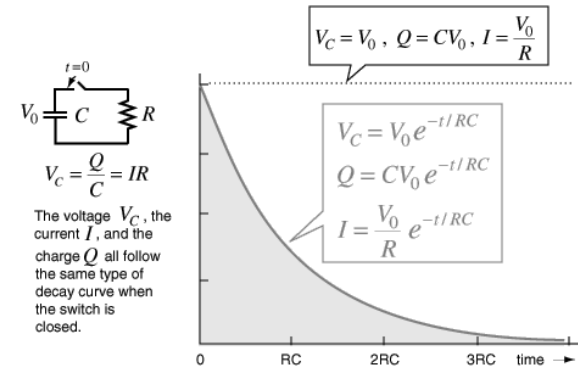 V_C = V_0 , Q = CV_0 , I = V_0/R
t=0
V_0 C R
V_C = Q/C = IR
The voltage V_C , the
current I , and the
charge Q all follow
the same type of
decay curve when
the switch is
closed.
V_C = V_0 e^{-t/RC}
Q = CV_0 e^{-t/RC}
I = V_0/R e^{-t/RC}
0 RC 2RC 3RC time